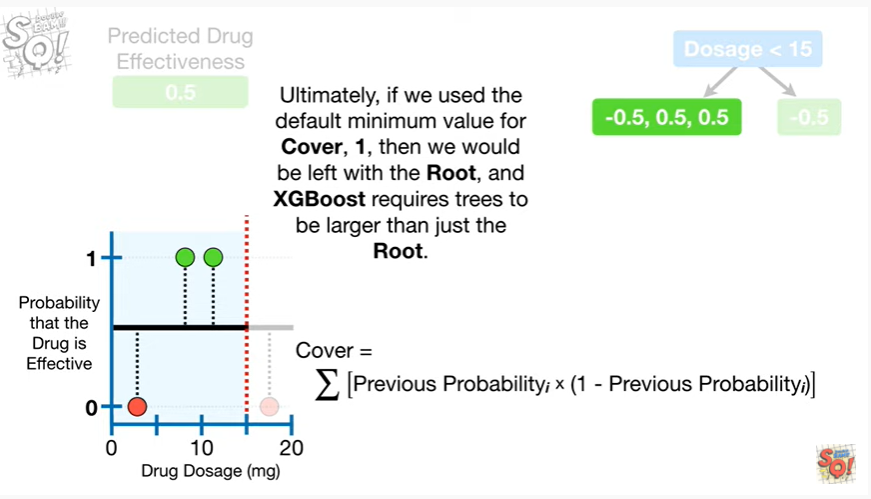 Predicted Drug
Effectiveness
0.5
Ultimately, if we used the
default minimum value for
Cover, 1, then we would
be left with the Root, and
XGBoost requires trees to
be larger than just the
Root.
Dosage < 15
-0.5, 0.5, 0.5
-0.5
1
Probability
that the
Drug is
Effective
0
0
10
20
Drug Dosage (mg)
Cover =
∑ [Previous Probabilityi × (1 - Previous Probabilityi)]
SQ!